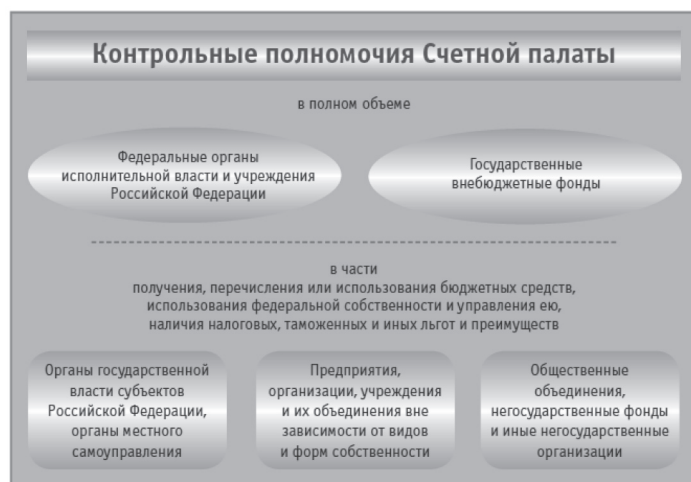 Контрольные полномочия Счетной палаты
в полном объеме
Федеральные органы
исполнительной власти и учреждения
Российской Федерации
Государственные
внебюджетные фонды
в части
получения, перечисления или использования бюджетных средств,
использования федеральной собственности и управления ею,
наличия налоговых, таможенных и иных льгот и преимуществ
Органы государственной
власти субъектов
Российской Федерации,
органы местного
самоуправления
Предприятия,
организации, учреждения
и их объединения вне
зависимости от видов
и форм собственности
Общественные
объединения,
негосударственные фонды
и иные негосударственные
организации